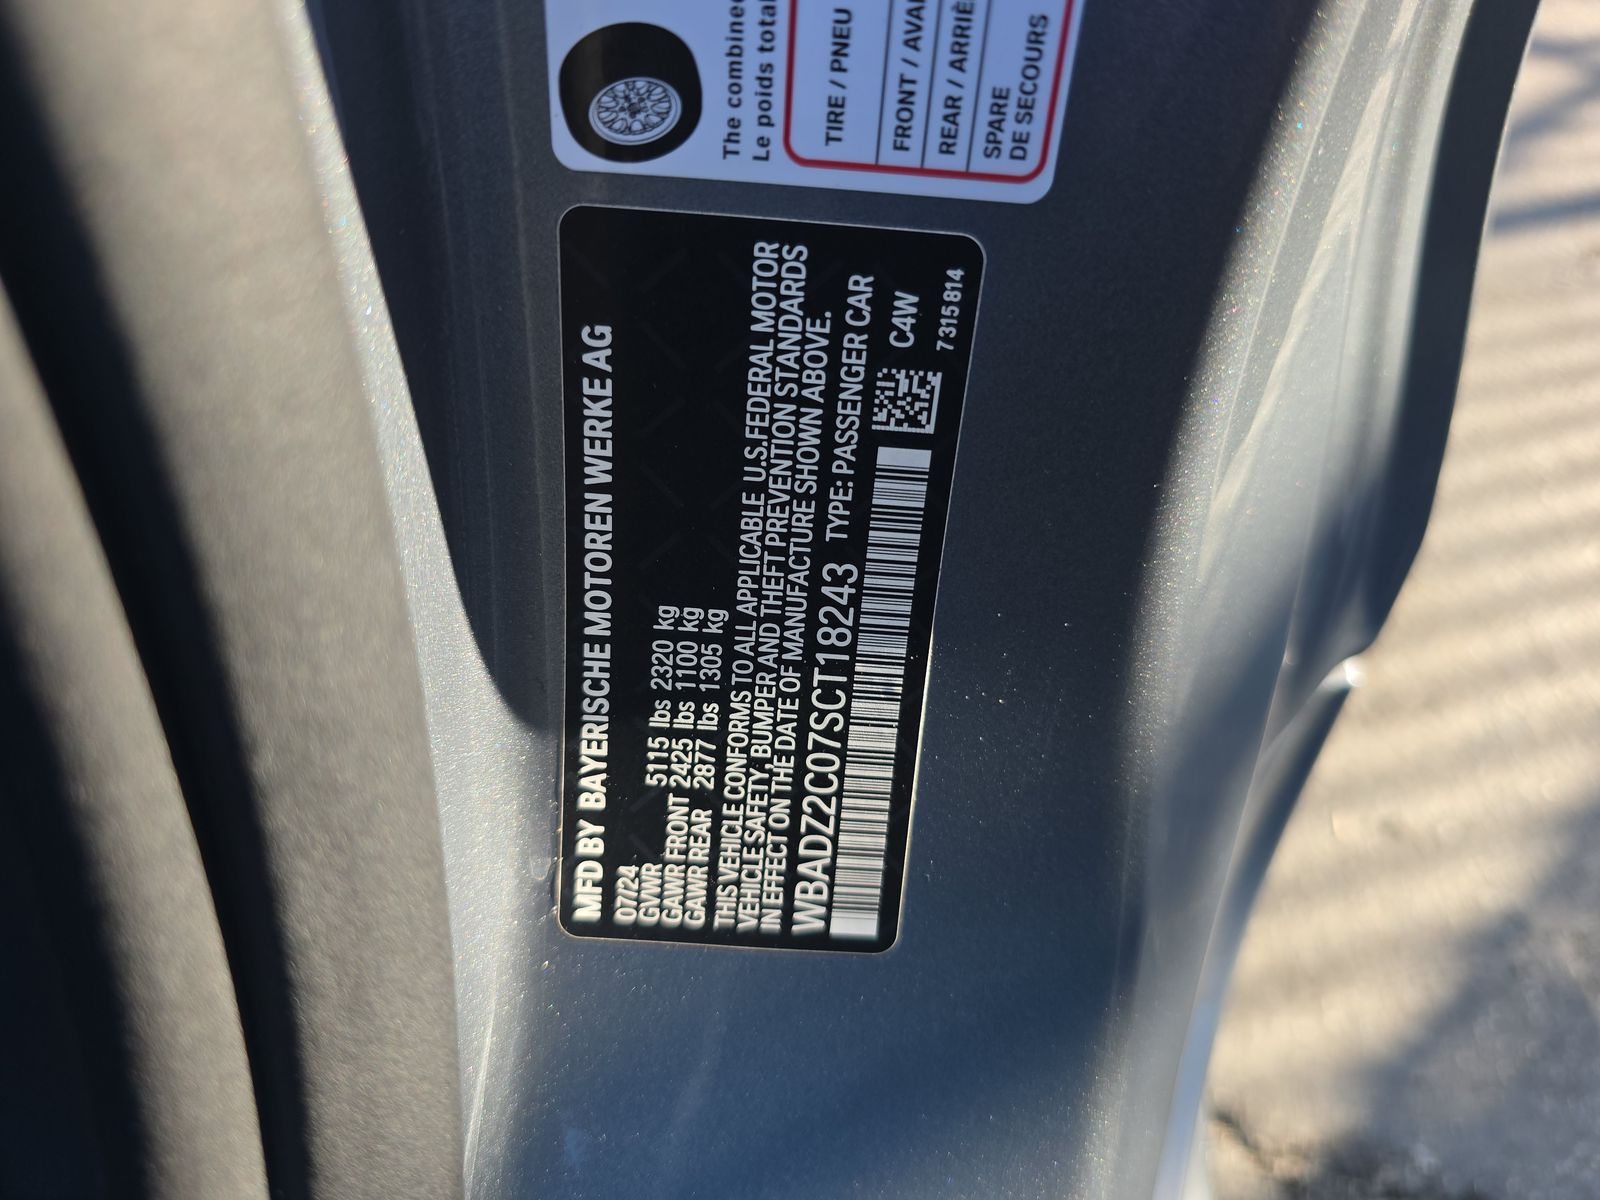 The combined
Le poids total
TIRE / PNEU
FRONT / AVA
REAR / ARRIÈ
SPARE
DE SECOURS
MFD BY BAYERISCHE MOTOREN WERKE AG
07/24
GVWR 5115 lbs 2320 kg
GAWR FRONT 2425 lbs 1100 kg
GAWR REAR 2877 lbs 1305 kg
THIS VEHICLE CONFORMS TO ALL APPLICABLE U.S.FEDERAL MOTOR
VEHICLE SAFETY, BUMPER AND THEFT PREVENTION STANDARDS
IN EFFECT ON THE DATE OF MANUFACTURE SHOWN ABOVE.
WBADZ2C07SCT18243 TYPE: PASSENGER CAR
C4W
7 315 814